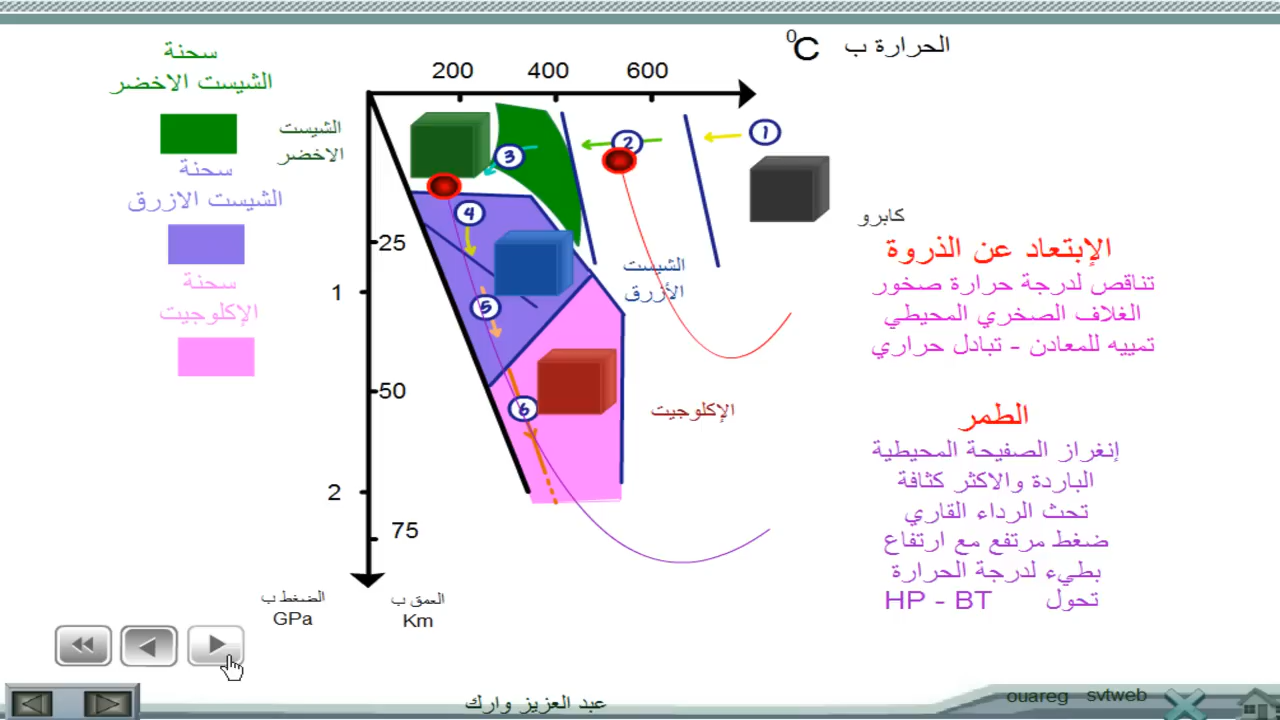 الحرارة ب 0C
200 400 600
سحنة
الشيست الاخضر
سحنة
الشيست الازرق
سحنة
الإكلوجيت
الشيست
الاخضر
1
2
3
4
5
6
25
1
50
2
75
كابرو
الشيست
الأزرق
الإكلوجيت
الضغط ب
GPa
العمق ب
Km
الإبتعاد عن الذروة
تناقص لدرجة حرارة صخور
الغلاف الصخري المحيطي
تمييه للمعادن - تبادل حراري
الطمر
إنغراز الصفيحة المحيطية
الباردة والاكثر كثافة
تحث الرداء القاري
ضغط مرتفع مع ارتفاع
بطيء لدرجة الحرارة
تحول HP - BT
عبد العزيز وارك
ouareg svtweb